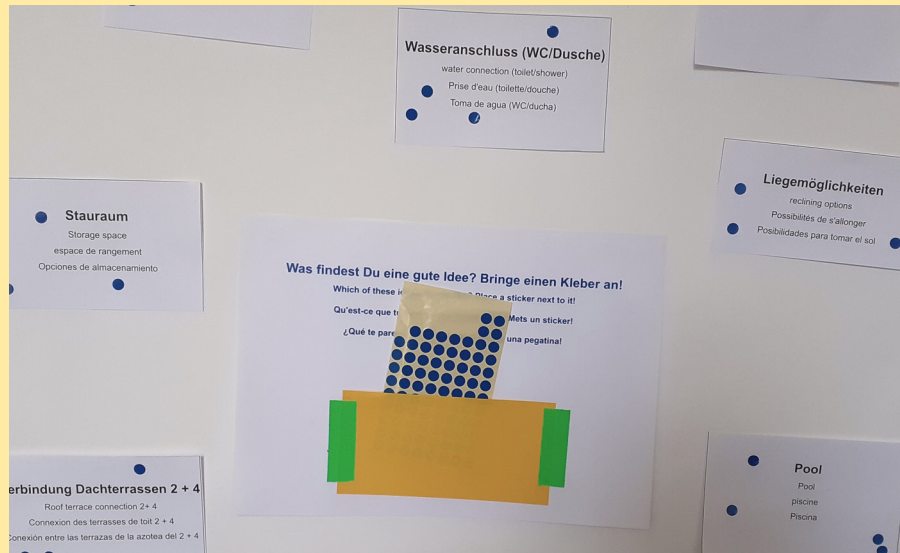 Wasseranschluss (WC/Dusche)
water connection (toilet/shower)
Prise d'eau (toilette/douche)
Toma de agua (WC/ducha)
Liegemöglichkeiten
reclining options
Possibilités de s'allonger
Posibilidades para tomar el sol
Stauraum
Storage space
espace de rangement
Opciones de almacenamiento
Was findest Du eine gute Idee? Bringe einen Kleber an!
Which of these Place a sticker next to it!
Qu'est-ce que Mets un sticker!
¿Qué te una pegatina!
erbindung Dachterrassen 2 + 4
Roof terrace connection 2+ 4
Connexion des terrasses de toit 2 + 4
Conexión entre las terrazas de la azotea del 2 + 4
Pool
Pool
piscine
Piscina